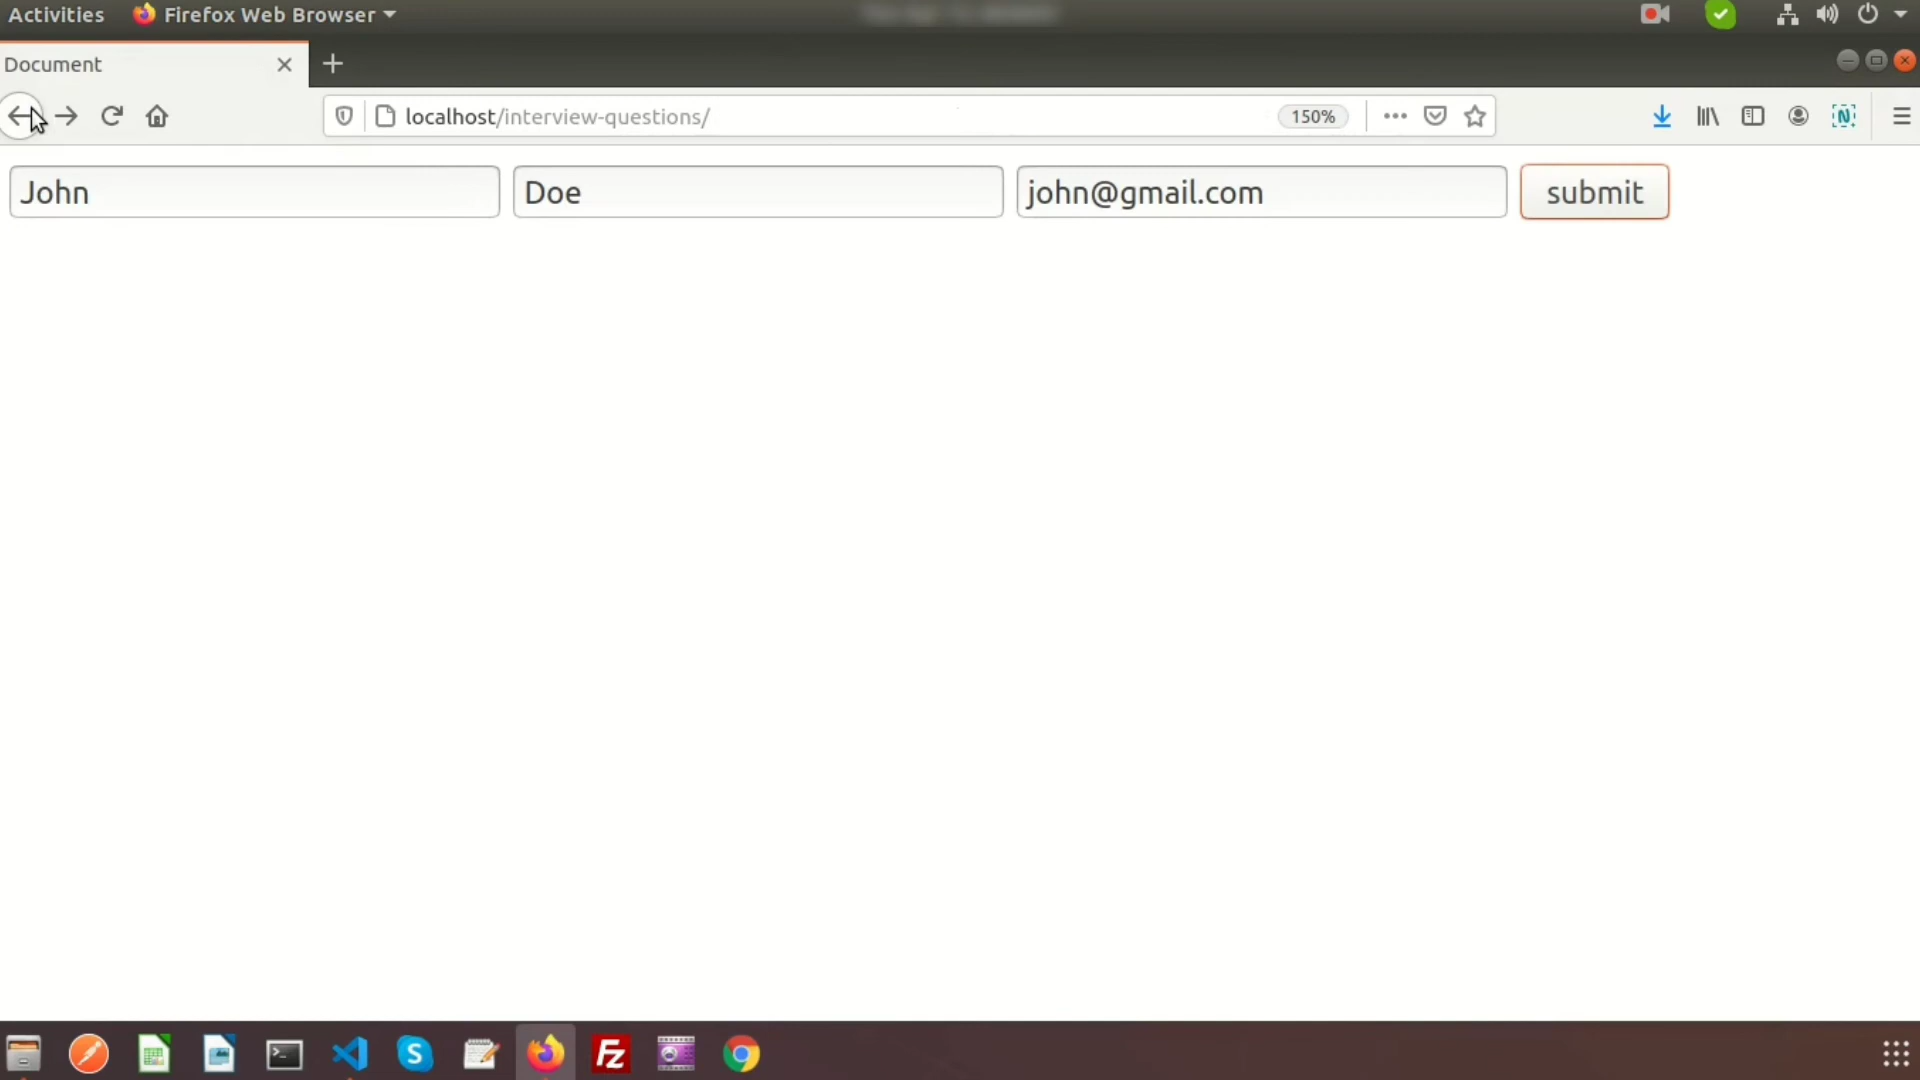 Activities Firefox Web Browser
Document
localhost/interview-questions/ 150%
John Doe john@gmail.com submit